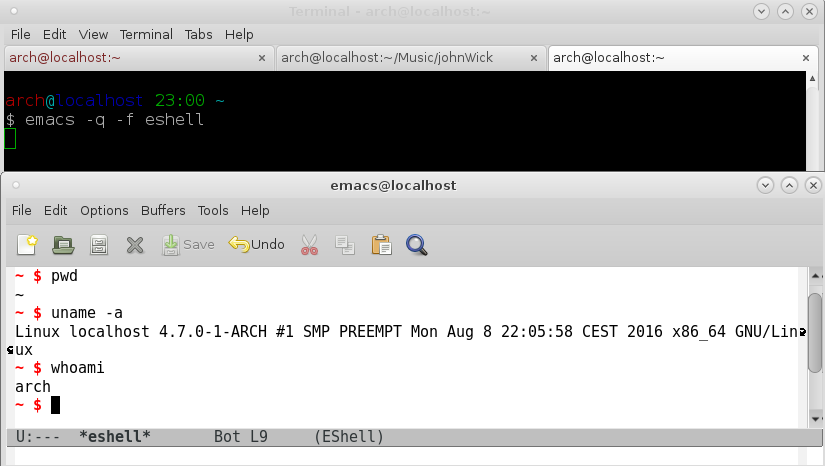 Terminal - arch@localhost:~
File Edit View Terminal Tabs Help
arch@localhost:~ arch@localhost:~/Music/johnWick arch@localhost:~
arch@localhost 23:00 ~
$ emacs -q -f eshell
emacs@localhost
File Edit Options Buffers Tools Help
Save Undo
~ $ pwd
~
~ $ uname -a
Linux localhost 4.7.0-1-ARCH #1 SMP PREEMPT Mon Aug 8 22:05:58 CEST 2016 x86_64 GNU/Lin
ux
~ $ whoami
arch
~ $
U:--- *eshell* Bot L9 (EShell)